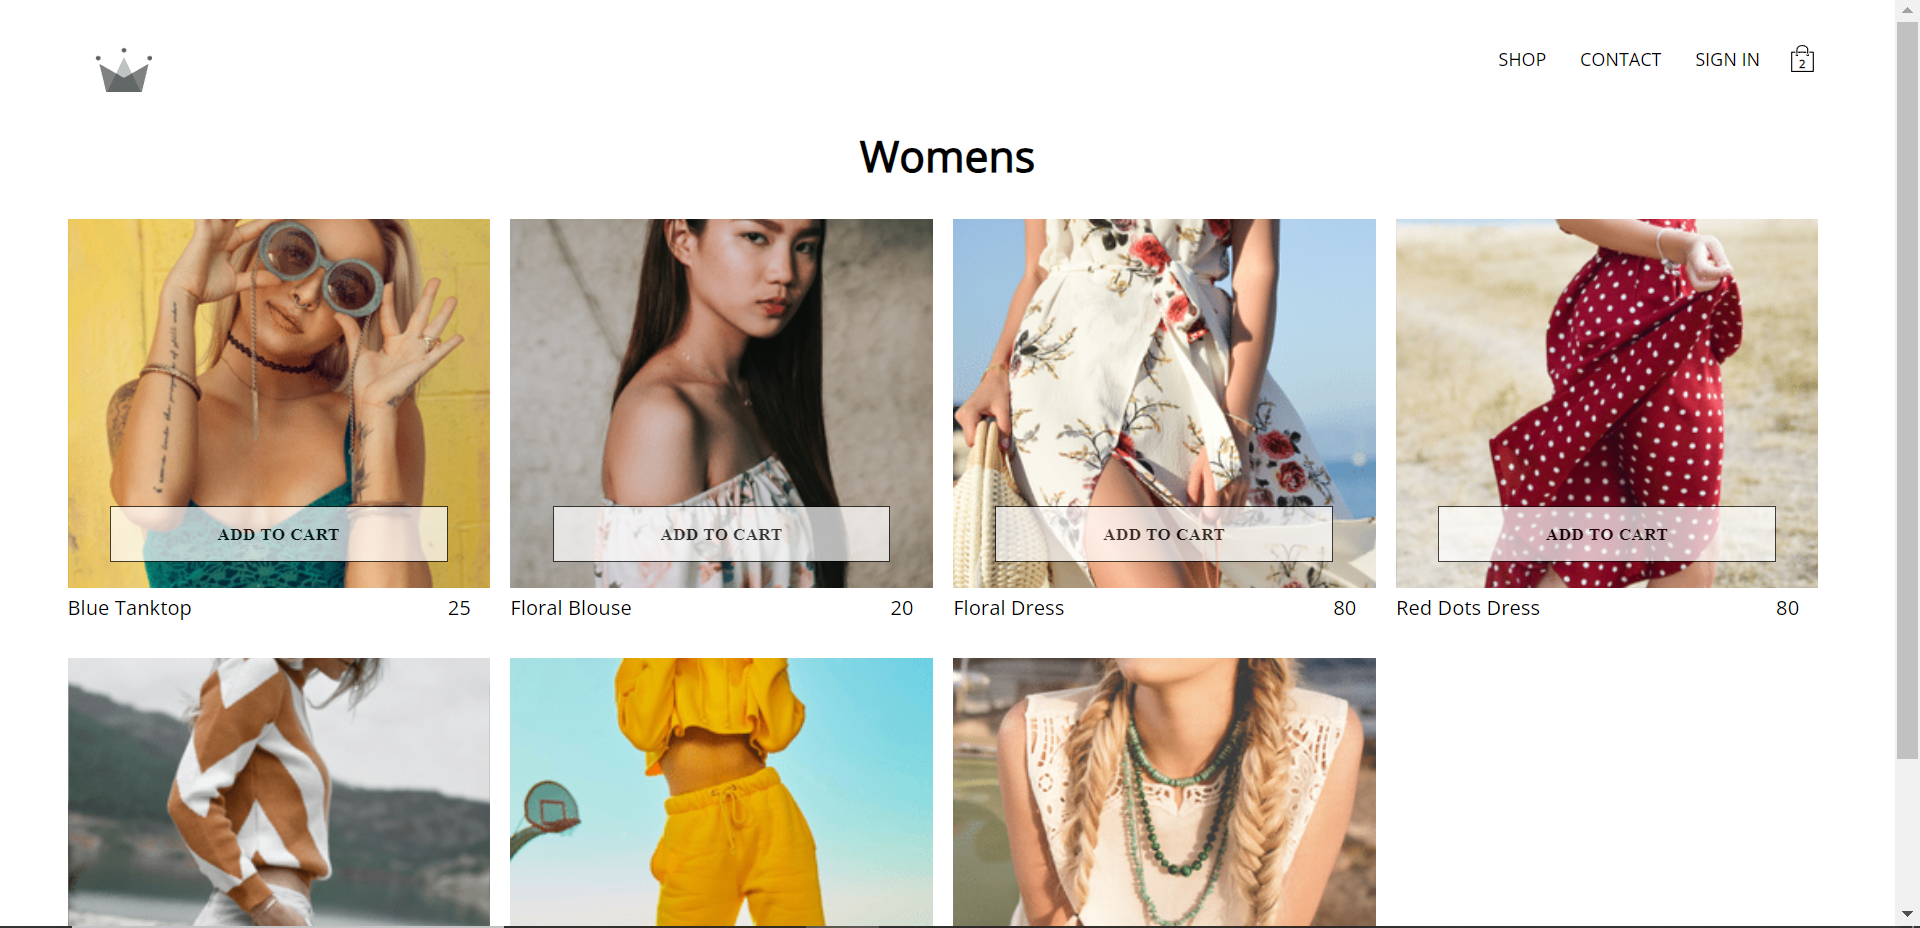 SHOP CONTACT SIGN IN 2
Womens
ADD TO CART ADD TO CART ADD TO CART ADD TO CART
Blue Tanktop 25 Floral Blouse 20 Floral Dress 80 Red Dots Dress 80